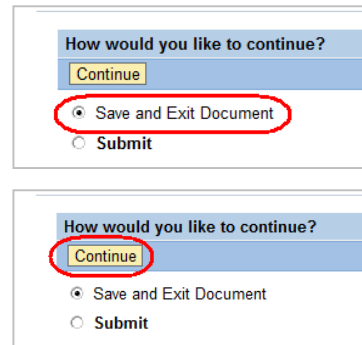 How would you like to continue?
Continue
Save and Exit Document
Submit
How would you like to continue?
Continue
Save and Exit Document
Submit